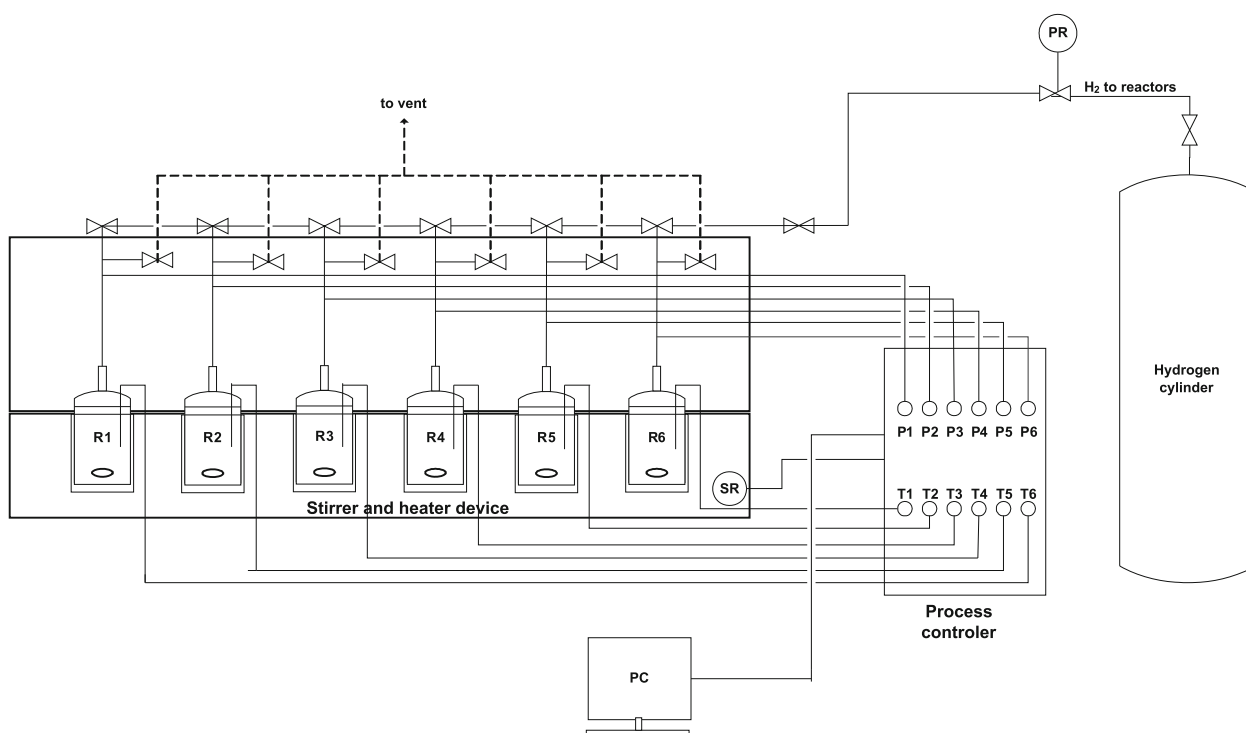 PR
H₂ to reactors
to vent
Hydrogen
cylinder
P1 P2 P3 P4 P5 P6
R1 R2 R3 R4 R5 R6
SR
T1 T2 T3 T4 T5 T6
Stirrer and heater device
Process
controler
PC